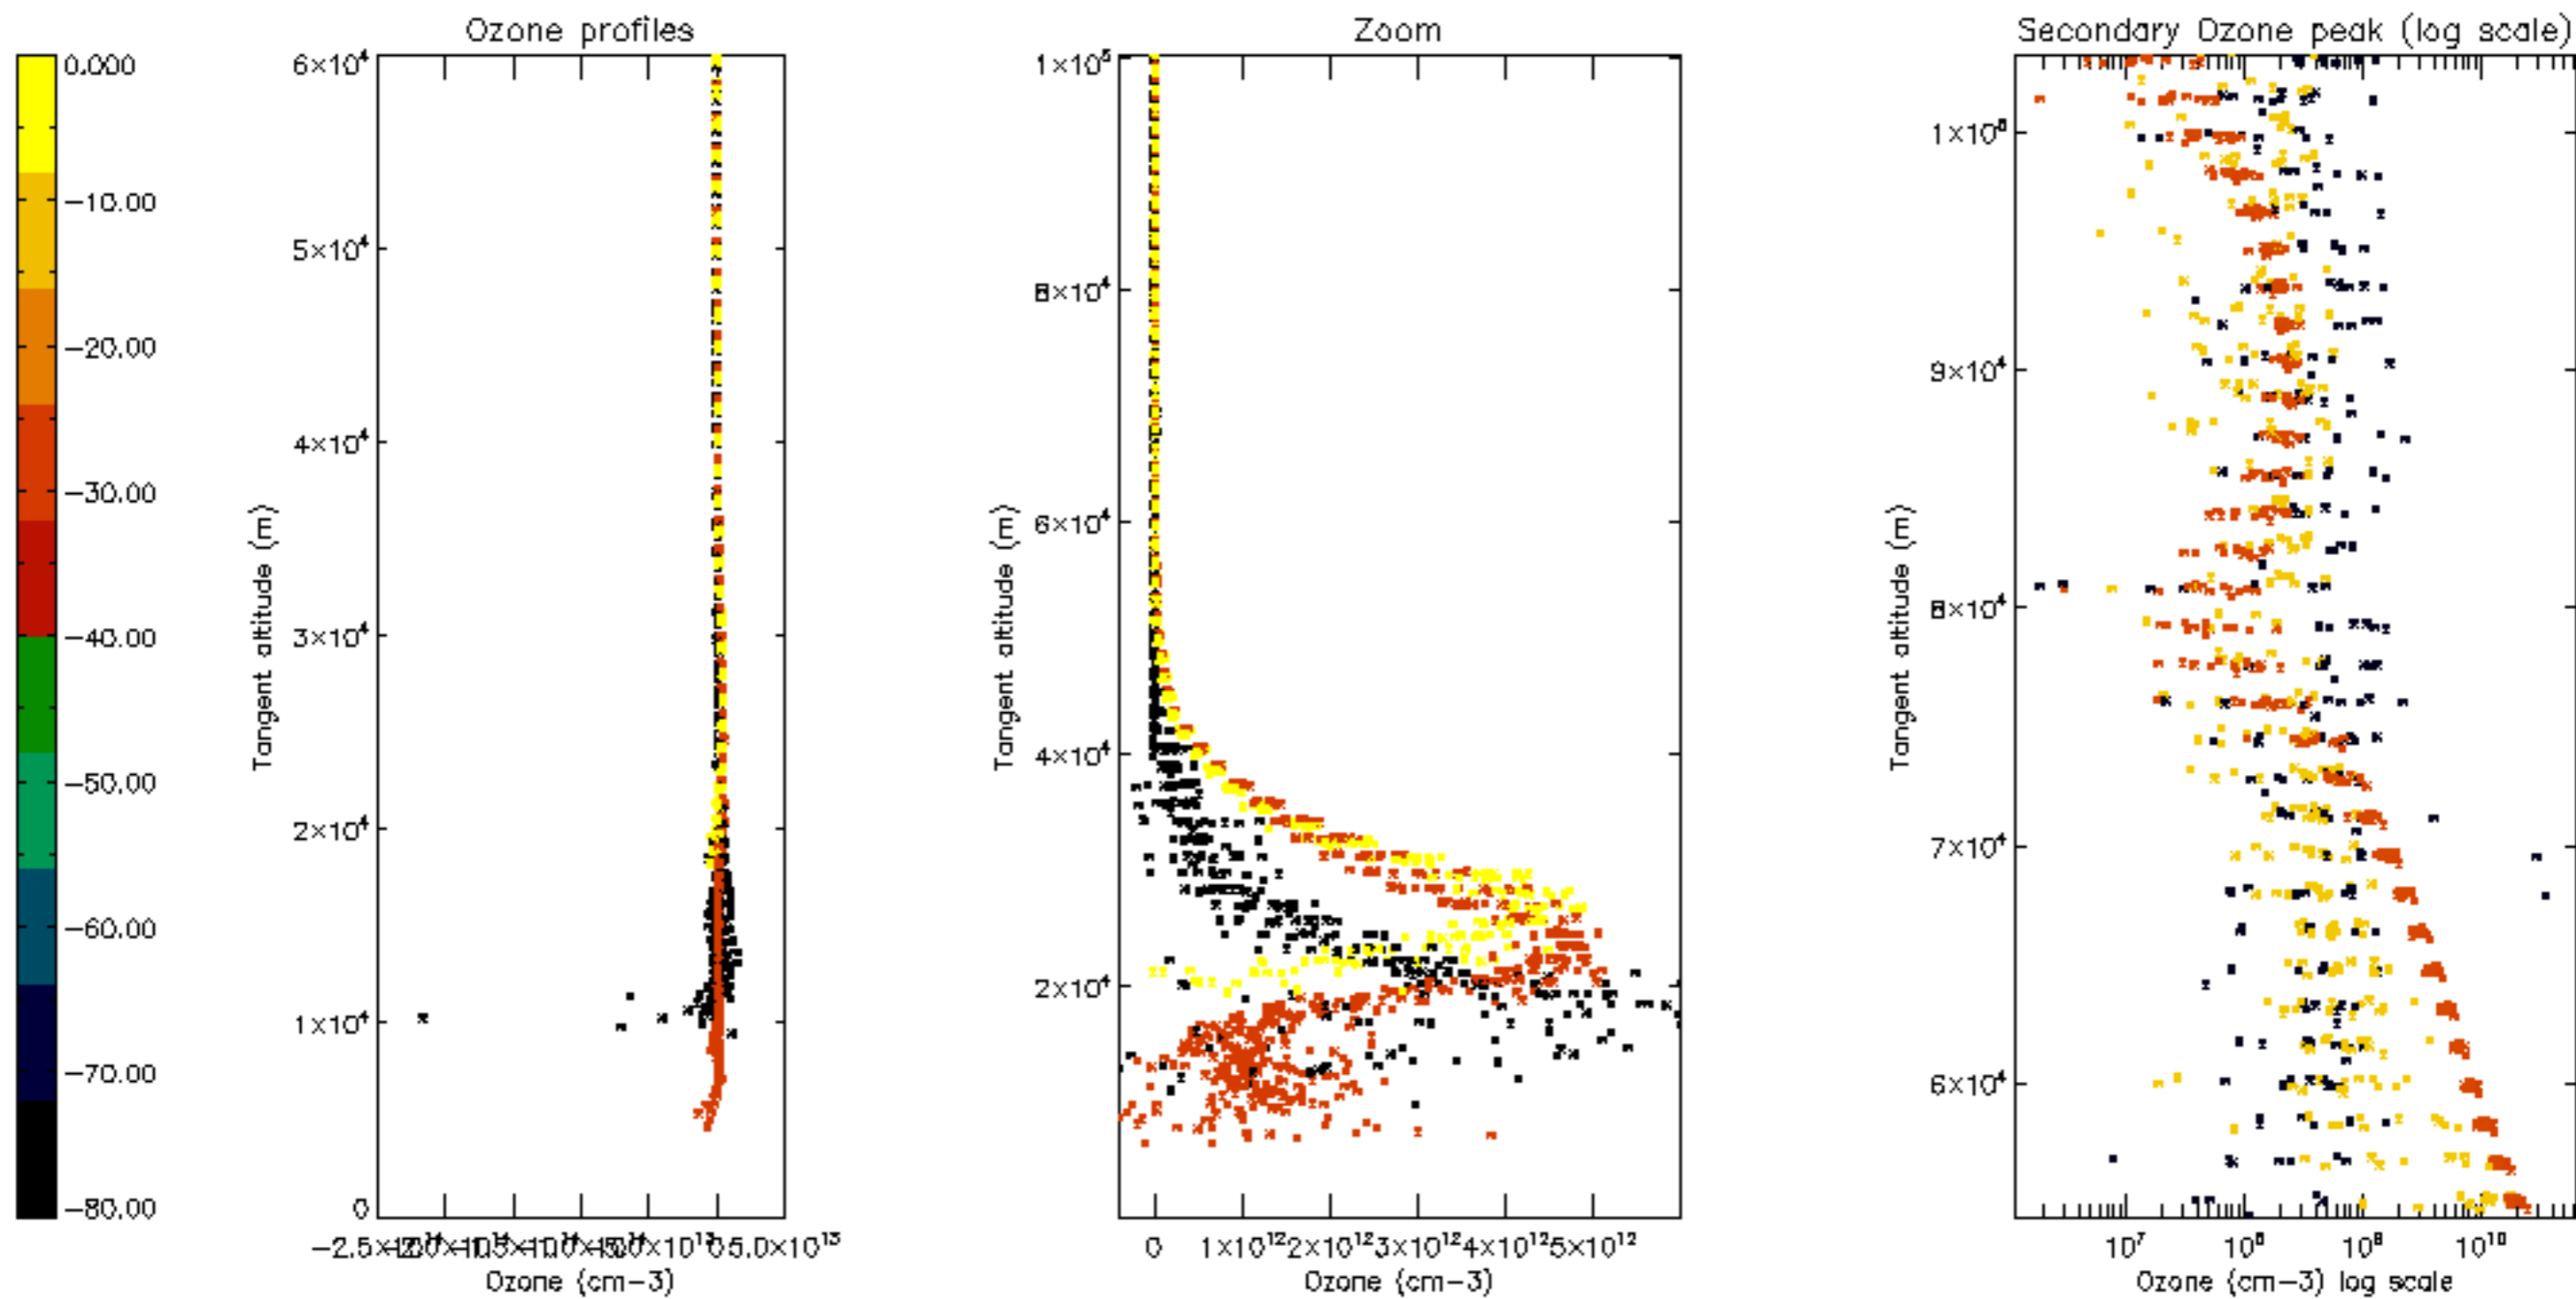 Ozone profiles
Zoom
Secondary Ozone peak (log scale)
0.000
−10.00
−20.00
−30.00
−40.00
−50.00
−60.00
−70.00
−80.00
Tangent altitude (m)
6×10⁴
5×10⁴
4×10⁴
3×10⁴
2×10⁴
1×10⁴
0
5.0×10¹³
Ozone (cm−3)
Tangent altitude (m)
1×10⁵
8×10⁴
6×10⁴
4×10⁴
2×10⁴
0 1×10¹² 2×10¹² 3×10¹² 4×10¹² 5×10¹²
Ozone (cm−3)
Tangent altitude (m)
1×10⁵
9×10⁴
8×10⁴
7×10⁴
6×10⁴
10⁷ 10⁸ 10⁹ 10¹⁰
Ozone (cm−3) log scale